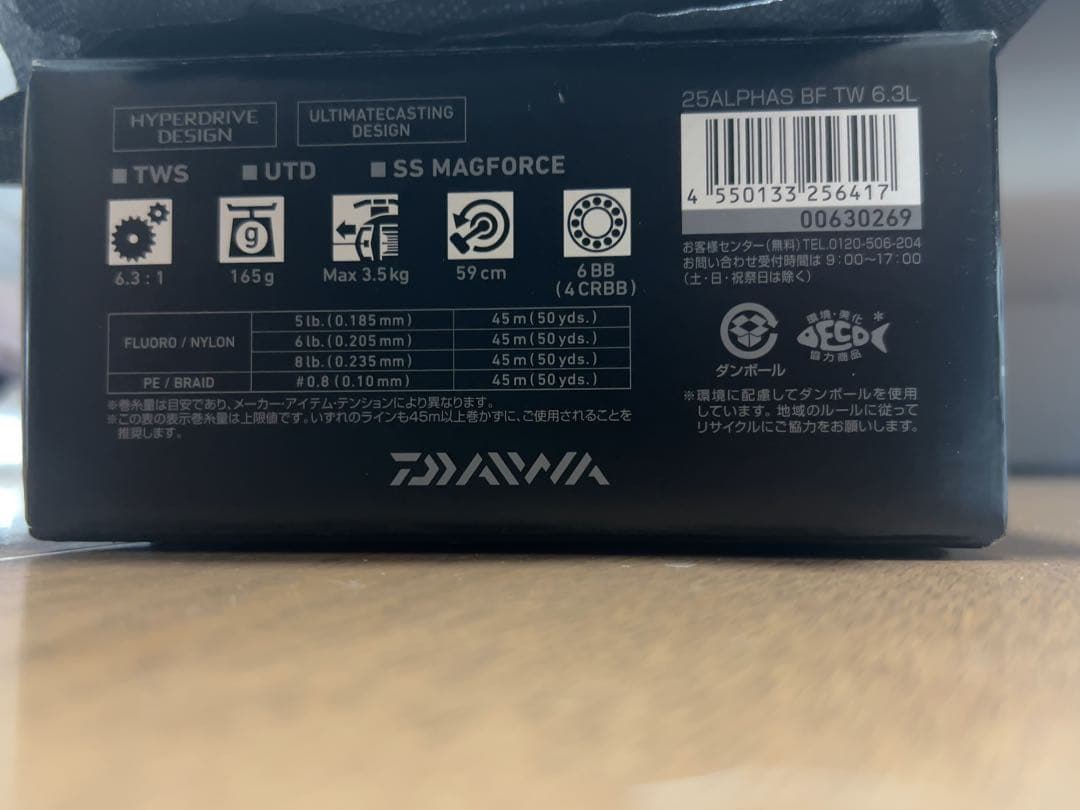 HYPERDRIVE
DESIGN
ULTIMATECASTING
DESIGN
■TWS ■UTD ■SS MAGFORCE
g
6.3:1 165g Max 3.5kg 59cm 6BB
(4CRBB)
FLUORO / NYLON
5lb.(0.185mm) 45m(50yds.)
6lb.(0.205mm) 45m(50yds.)
8lb.(0.235mm) 45m(50yds.)
PE / BRAID #0.8(0.10mm) 45m(50yds.)
※巻糸量は目安であり、メーカー・アイテム・テンションにより異なります。
※この表の表示巻糸量は上限値です。いずれのラインも45m以上巻かずに、ご使用されることを
推奨します。
DAIWA
25ALPHAS BF TW 6.3L
4 550133 256417
00630269
お客様センター(無料)TEL.0120-506-204
お問い合わせ受付時間は 9:00〜17:00
(土・日・祝祭日は除く)
ダンボール
環境・美化
DECO
協力商品
*
※環境に配慮してダンボールを使用
しています。地域のルールに従って
リサイクルにご協力をお願いします。